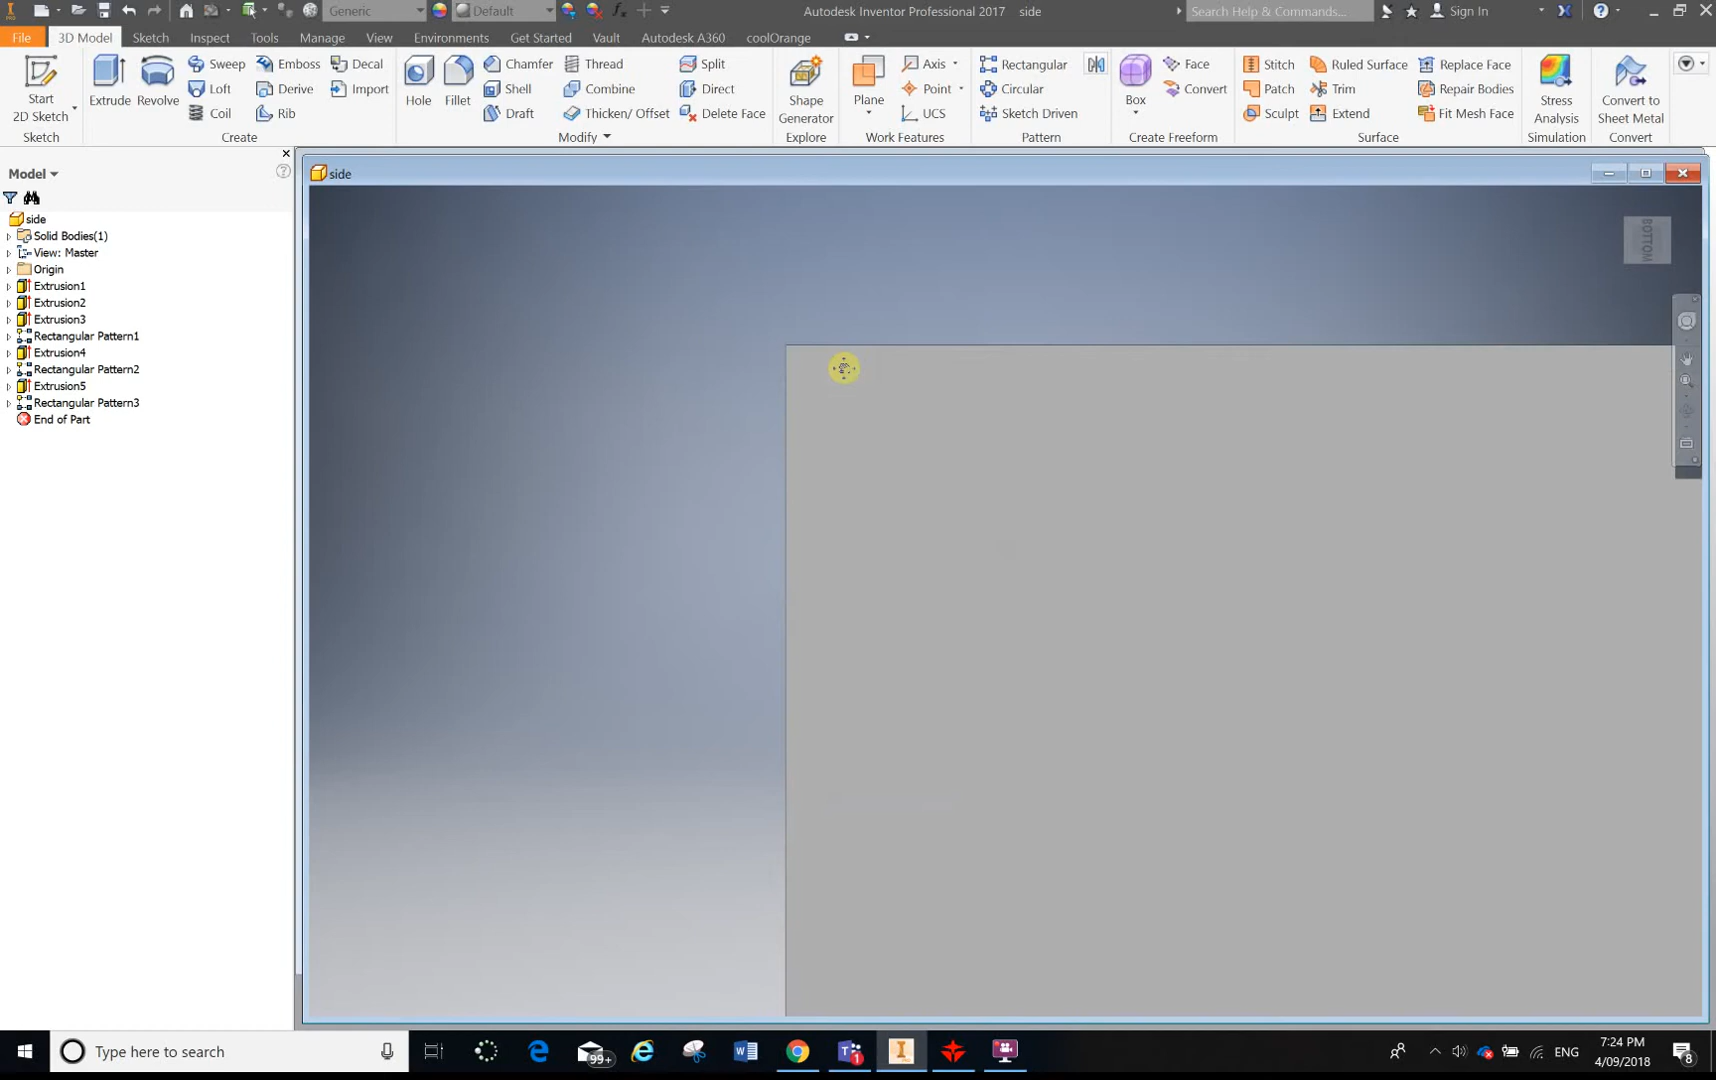 Generic
Default
Autodesk Inventor Professional 2017 side
Search Help & Commands...
Sign In
File
3D Model
Sketch
Inspect
Tools
Manage
View
Environments
Get Started
Vault
Autodesk A360
coolOrange
Start
2D Sketch
Sketch
Extrude
Revolve
Sweep
Loft
Coil
Emboss
Derive
Rib
Decal
Import
Create
Hole
Fillet
Chamfer
Shell
Draft
Thread
Combine
Thicken/ Offset
Split
Direct
Delete Face
Modify
Shape
Generator
Explore
Plane
Axis
Point
UCS
Work Features
Rectangular
Circular
Sketch Driven
Pattern
Box
Face
Convert
Create Freeform
Stitch
Patch
Sculpt
Ruled Surface
Trim
Extend
Replace Face
Repair Bodies
Fit Mesh Face
Surface
Stress
Analysis
Simulation
Convert to
Sheet Metal
Convert
Model
side
Solid Bodies(1)
View: Master
Origin
Extrusion1
Extrusion2
Extrusion3
Rectangular Pattern1
Extrusion4
Rectangular Pattern2
Extrusion5
Rectangular Pattern3
End of Part
side
BOTTOM
Type here to search
99+
1
ENG
7:24 PM
4/09/2018
8